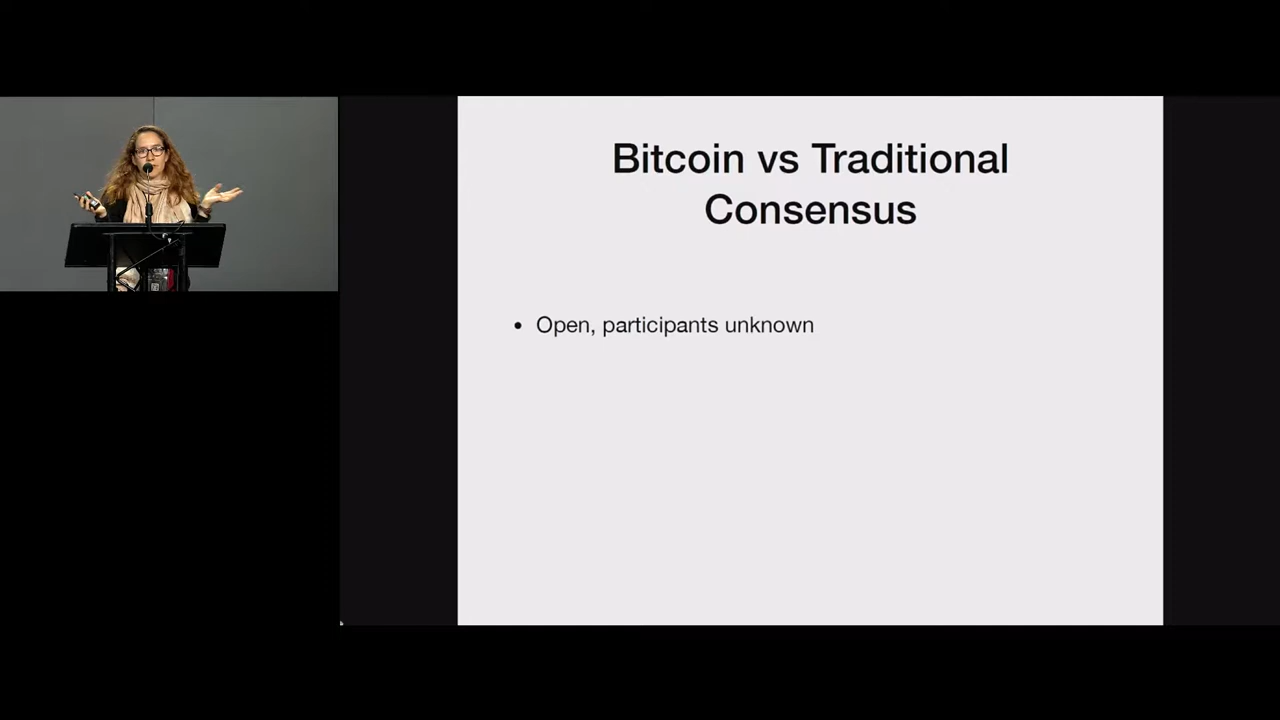 Bitcoin vs Traditional
Consensus
• Open, participants unknown